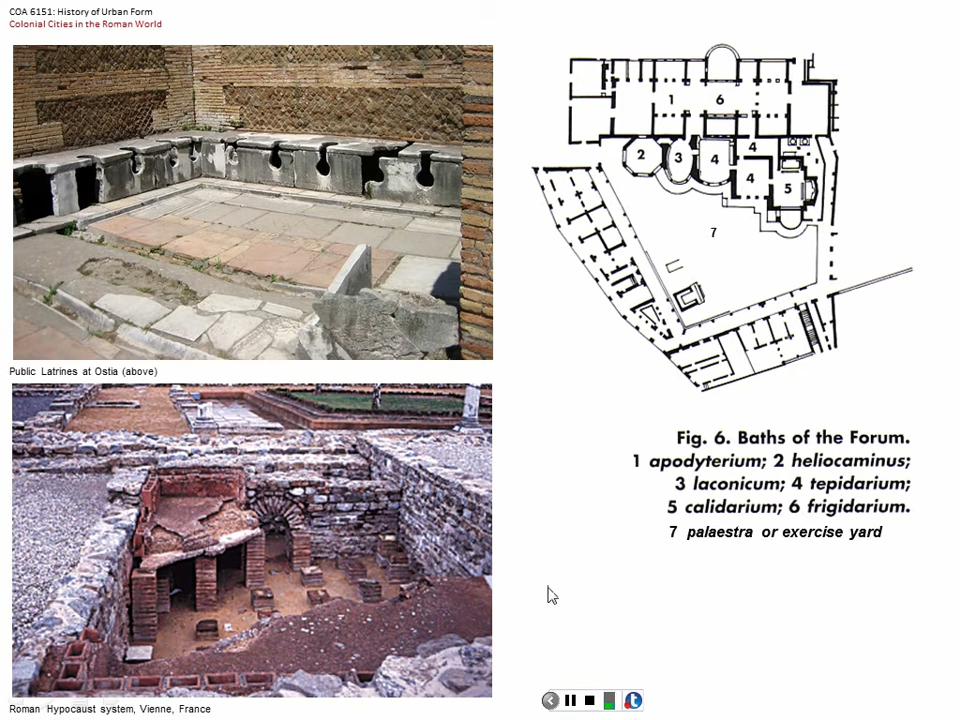 COA 6151: History of Urban Form
Colonial Cities in the Roman World
Public Latrines at Ostia (above)
Roman Hypocaust system, Vienne, France
1
6
2
3
4
4
4
5
7
Fig. 6. Baths of the Forum.
1 apodyterium; 2 heliocaminus;
3 laconicum; 4 tepidarium;
5 calidarium; 6 frigidarium.
7 palaestra or exercise yard